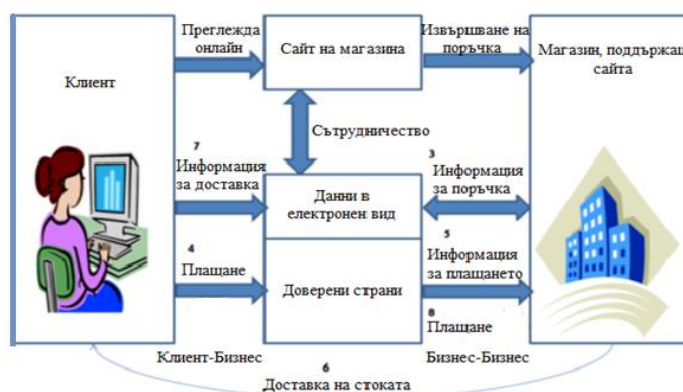 Преглежда
онлайн
Сайт на магазина
Извършване на
поръчка
Магазин, поддържащ
сайта
Клиент
Сътрудничество
7
Информация
за доставка
3
Информация
за поръчка
Данни в
електронен вид
4
Плащане
5
Информация
за плащането
Доверени страни
8
Плащане
Клиент-Бизнес
Бизнес-Бизнес
6
Доставка на стоката